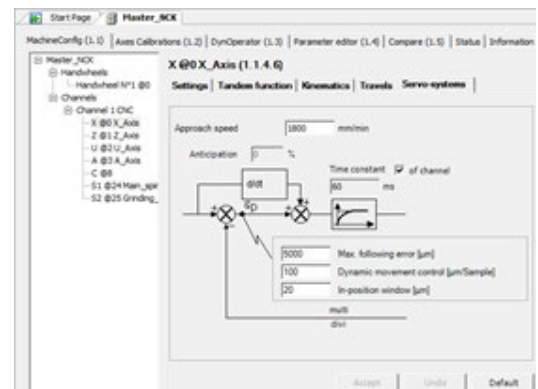 Start Page Master_NCK
MachineConfig (1.1) Axes Calibrations (1.2) DynOperator (1.3) Parameter editor (1.4) Compare (1.5) Status Information
Master_NCK
Handwheels
Handwheel N°1 @0
Channels
Channel 1 CNC
X @0 X_Axis
Z @1 Z_Axis
U @2 U_Axis
A @3 A_Axis
C @8
S1 @24 Main_spi
S2 @25 Grinding_
X @0 X_Axis (1.1.4.6)
Settings Tandem function Kinematics Travels Servo-systems
Approach speed 1800 mm/min
Anticipation 0 %
Time constant of channel
60 ms
d/dt
+ + +
-
5000 Max. following error [µm]
100 Dynamic movement control [µm/Sample]
20 In-position window [µm]
multi
divi
Accept Undo Default